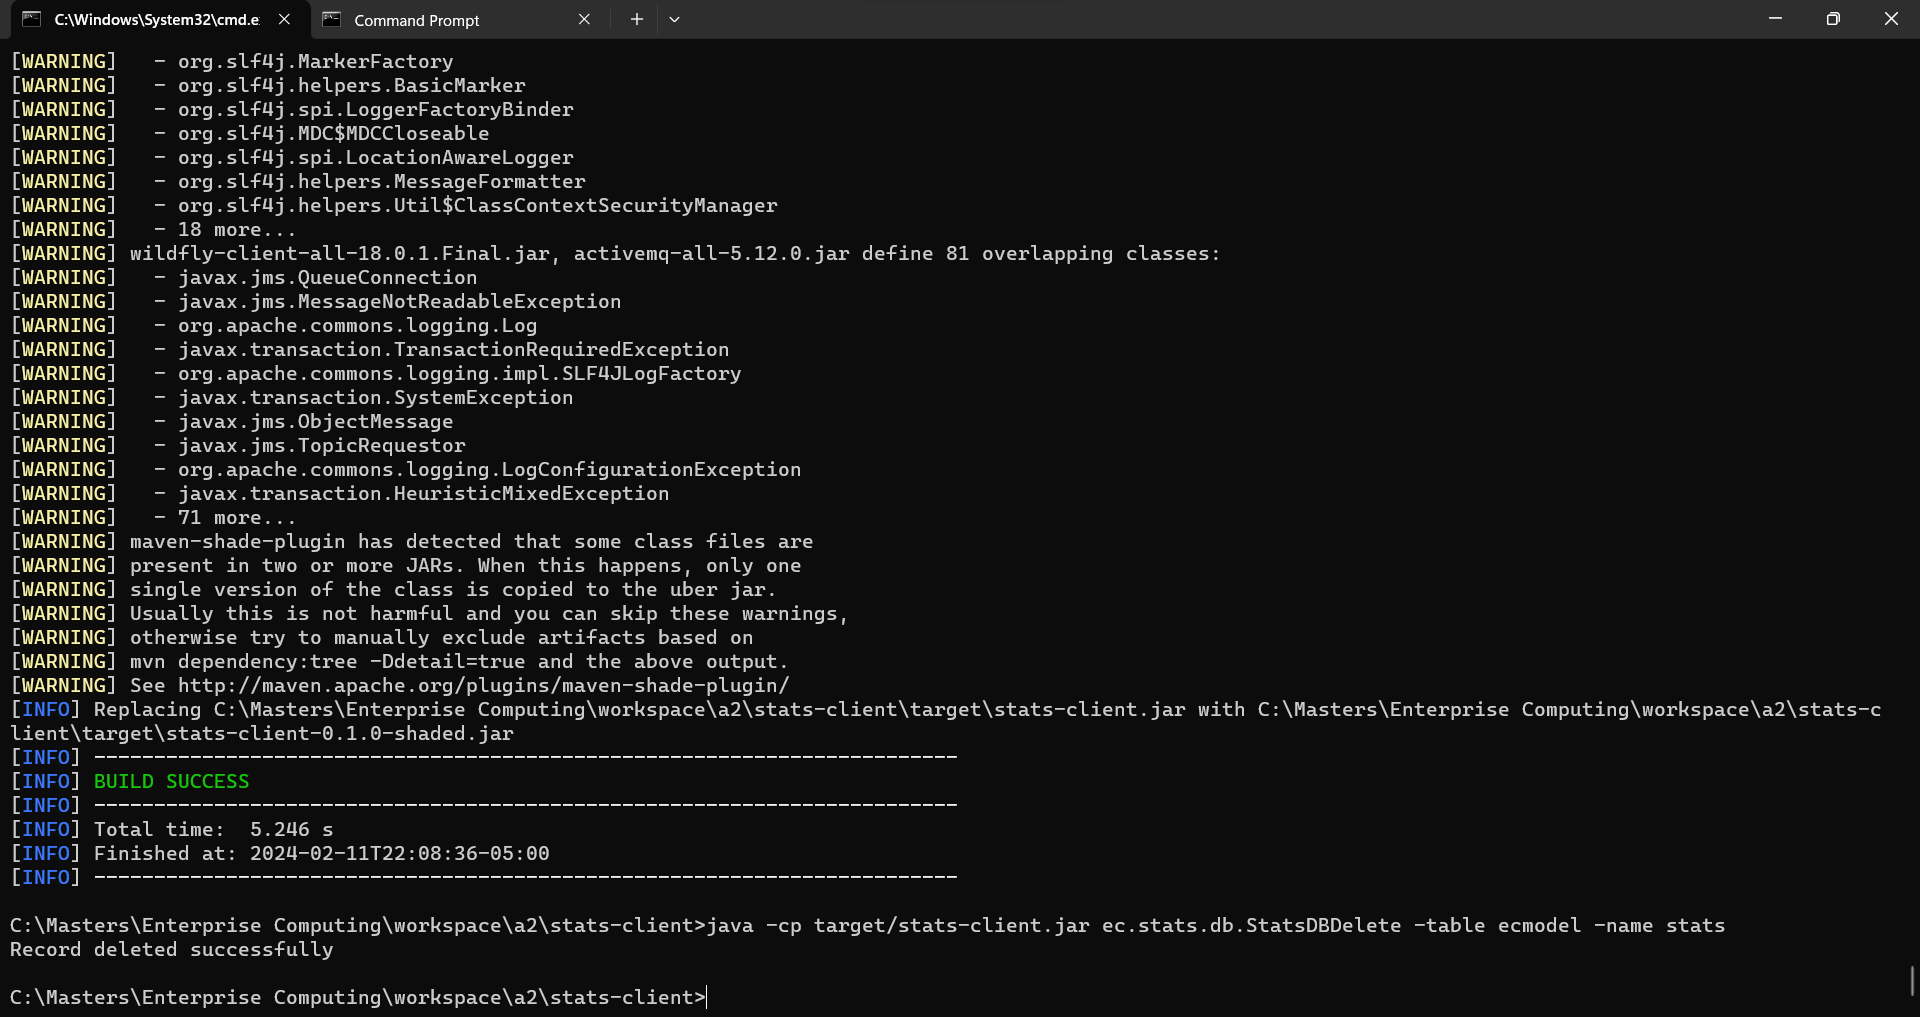 C:\Windows\System32\cmd.e
Command Prompt
[WARNING]   - org.slf4j.MarkerFactory
[WARNING]   - org.slf4j.helpers.BasicMarker
[WARNING]   - org.slf4j.spi.LoggerFactoryBinder
[WARNING]   - org.slf4j.MDC$MDCCloseable
[WARNING]   - org.slf4j.spi.LocationAwareLogger
[WARNING]   - org.slf4j.helpers.MessageFormatter
[WARNING]   - org.slf4j.helpers.Util$ClassContextSecurityManager
[WARNING]   - 18 more...
[WARNING] wildfly-client-all-18.0.1.Final.jar, activemq-all-5.12.0.jar define 81 overlapping classes:
[WARNING]   - javax.jms.QueueConnection
[WARNING]   - javax.jms.MessageNotReadableException
[WARNING]   - org.apache.commons.logging.Log
[WARNING]   - javax.transaction.TransactionRequiredException
[WARNING]   - org.apache.commons.logging.impl.SLF4JLogFactory
[WARNING]   - javax.transaction.SystemException
[WARNING]   - javax.jms.ObjectMessage
[WARNING]   - javax.jms.TopicRequestor
[WARNING]   - org.apache.commons.logging.LogConfigurationException
[WARNING]   - javax.transaction.HeuristicMixedException
[WARNING]   - 71 more...
[WARNING] maven-shade-plugin has detected that some class files are
[WARNING] present in two or more JARs. When this happens, only one
[WARNING] single version of the class is copied to the uber jar.
[WARNING] Usually this is not harmful and you can skip these warnings,
[WARNING] otherwise try to manually exclude artifacts based on
[WARNING] mvn dependency:tree -Ddetail=true and the above output.
[WARNING] See http://maven.apache.org/plugins/maven-shade-plugin/
[INFO] Replacing C:\Masters\Enterprise Computing\workspace\a2\stats-client\target\stats-client.jar with C:\Masters\Enterprise Computing\workspace\a2\stats-c
lient\target\stats-client-0.1.0-shaded.jar
[INFO] ------------------------------------------------------------------------
[INFO] BUILD SUCCESS
[INFO] ------------------------------------------------------------------------
[INFO] Total time:  5.246 s
[INFO] Finished at: 2024-02-11T22:08:36-05:00
[INFO] ------------------------------------------------------------------------
C:\Masters\Enterprise Computing\workspace\a2\stats-client>java -cp target/stats-client.jar ec.stats.db.StatsDBDelete -table ecmodel -name stats
Record deleted successfully
C:\Masters\Enterprise Computing\workspace\a2\stats-client>